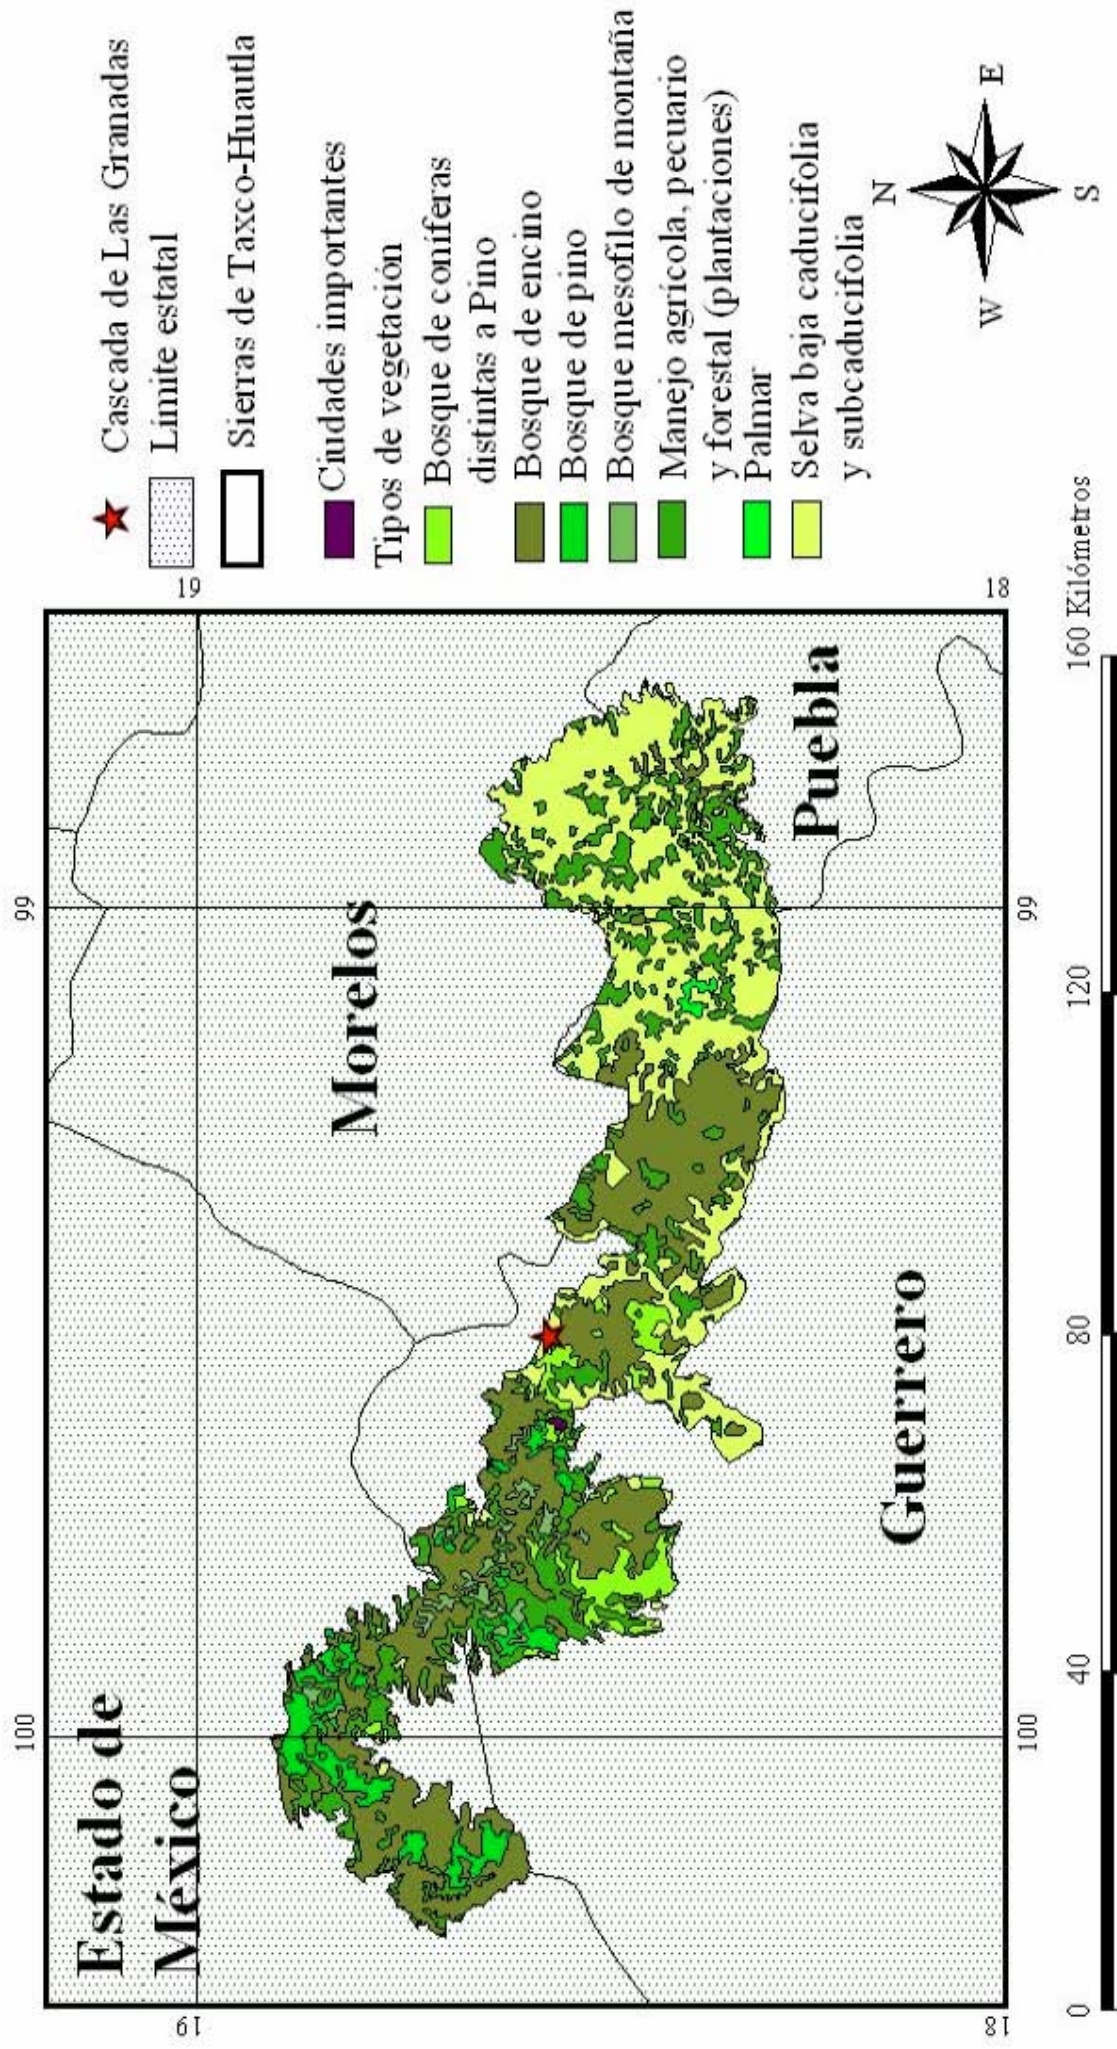 Estado de
México
Morelos
Puebla
Guerrero
100
99
19
18
19
18
100
99
0
40
80
120
160 Kilómetros
Cascada de Las Granadas
Límite estatal
Sierras de Taxco-Huautla
Ciudades importantes
Tipos de vegetación
Bosque de coníferas
distintas a Pino
Bosque de encino
Bosque de pino
Bosque mesofilo de montaña
Manejo agrícola, pecuario
y forestal (plantaciones)
Palmar
Selva baja caducifolia
y subcaducifolia
N
W
E
S